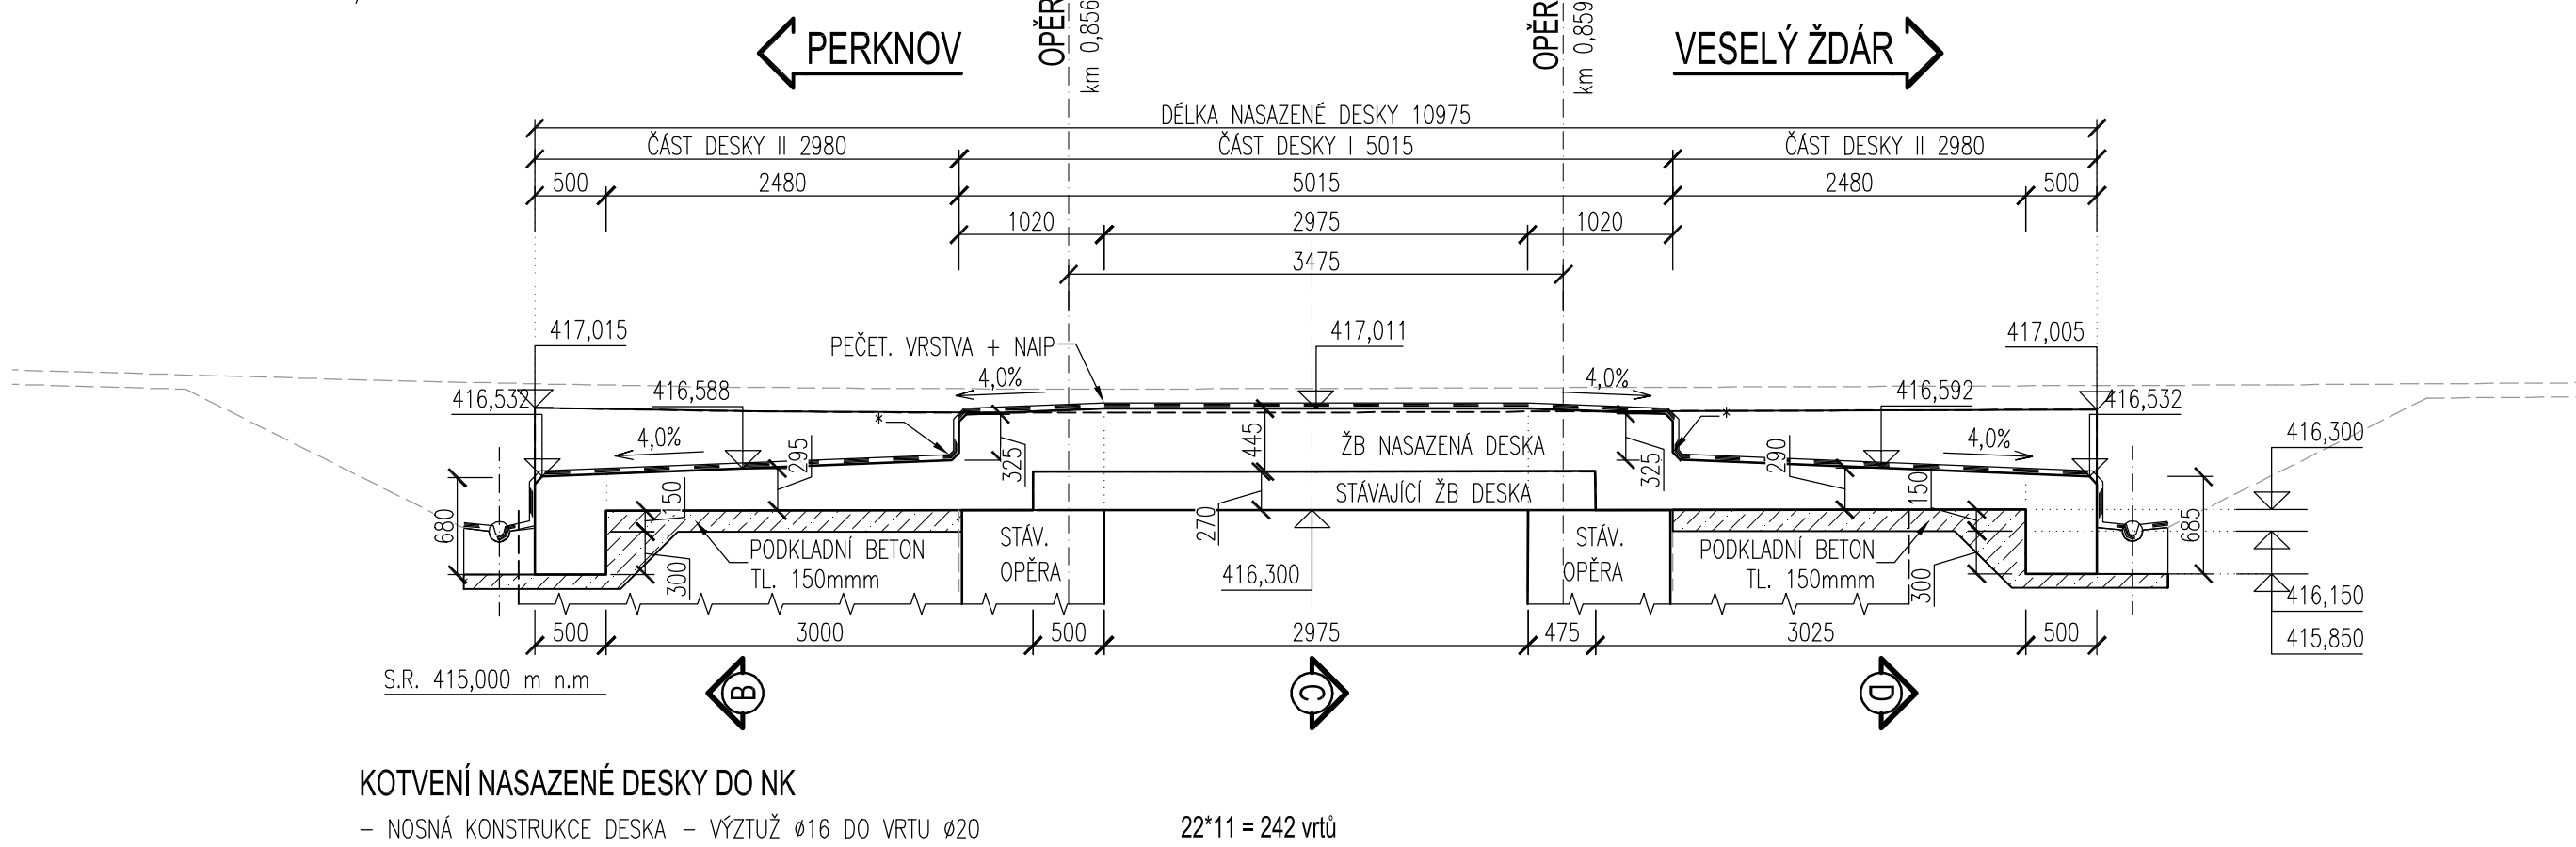 PERKNOV
OPĚR
km 0,856
OPĚR
km 0,859
VESELÝ ŽDÁR
DÉLKA NASAZENÉ DESKY 10975
ČÁST DESKY II 2980
ČÁST DESKY I 5015
ČÁST DESKY II 2980
500
2480
5015
2480
500
1020
2975
1020
3475
417,015
PEČET. VRSTVA + NAIP
417,011
417,005
416,532
416,588
4,0%
4,0%
416,592
416,532
4,0%
*
*
4,0%
416,300
295
325
445
ŽB NASAZENÁ DESKA
325
290
680
150
270
STÁVAJÍCÍ ŽB DESKA
150
685
PODKLADNÍ BETON
TL. 150mmm
300
STÁV.
OPĚRA
416,300
STÁV.
OPĚRA
PODKLADNÍ BETON
TL. 150mmm
300
416,150
415,850
500
3000
500
2975
475
3025
500
S.R. 415,000 m n.m
B
C
D
KOTVENÍ NASAZENÉ DESKY DO NK
– NOSNÁ KONSTRUKCE DESKA – VÝZTUŽ ø16 DO VRTU ø20
22*11 = 242 vrtů